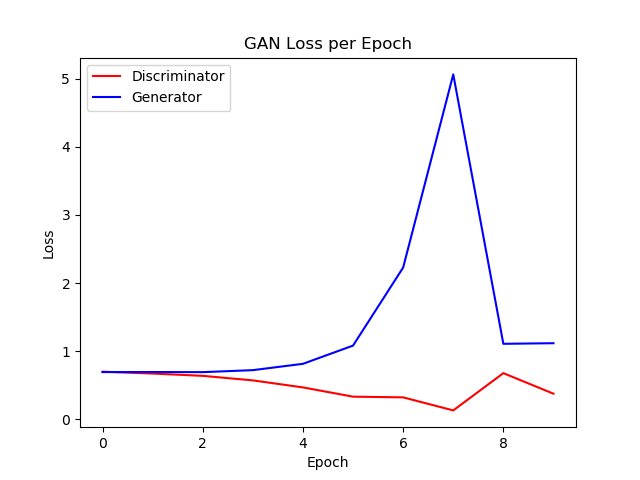 GAN Loss per Epoch
Discriminator
Generator
5
4
3
2
1
0
Loss
0 2 4 6 8
Epoch